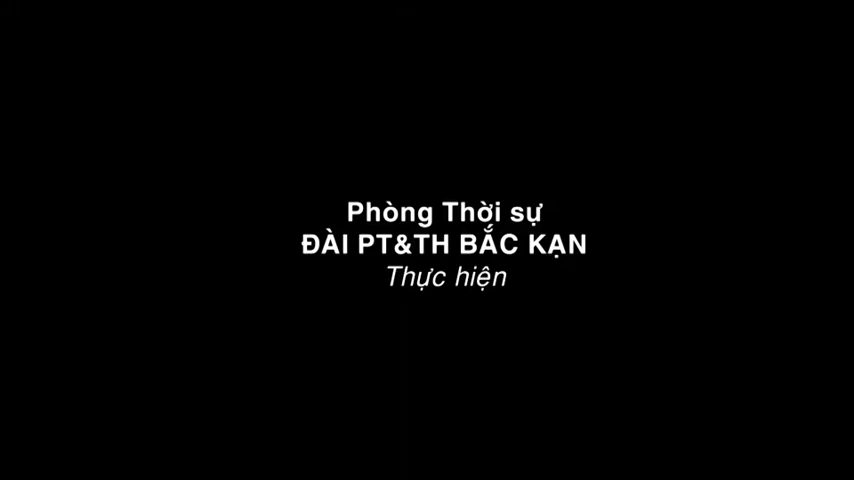 Phòng Thời sự
ĐÀI PT&TH BẮC KẠN
Thực hiện